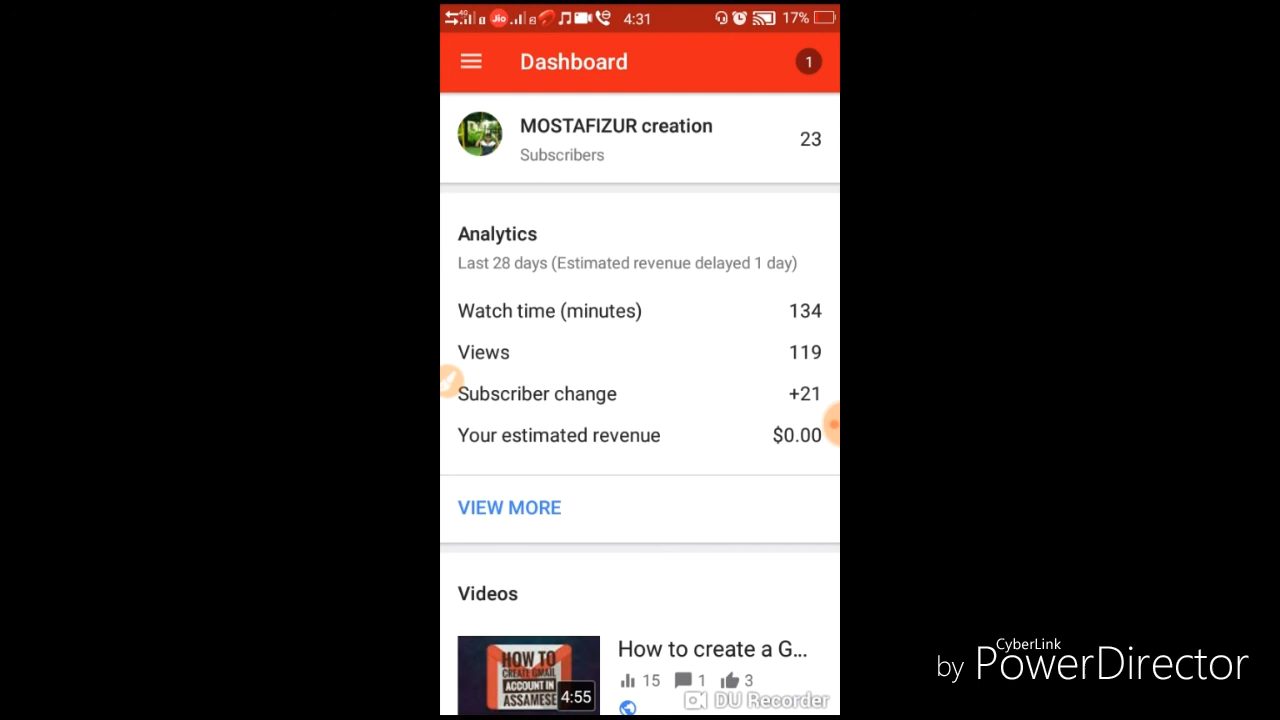 4G Jio 4:31 17%
Dashboard 1
MOSTAFIZUR creation 23
Subscribers
Analytics
Last 28 days (Estimated revenue delayed 1 day)
Watch time (minutes) 134
Views 119
Subscriber change +21
Your estimated revenue $0.00
VIEW MORE
Videos
HOW TO
CREATE GMAIL
ACCOUNT IN
ASSAMESE
4:55
How to create a G...
15 1 3
DU Recorder
CyberLink
by PowerDirector